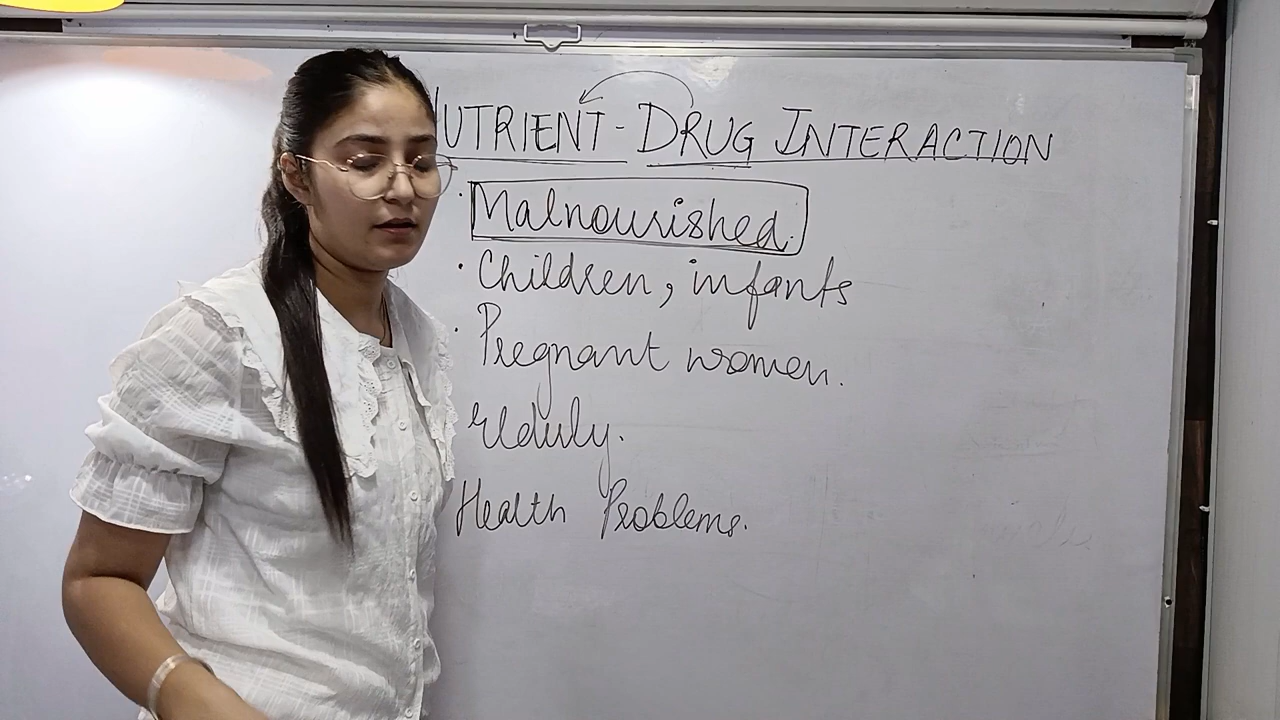 NUTRIENT - DRUG INTERACTION
· Malnourished.
· Children, infants
· Pregnant women.
elderly.
Health Problems.